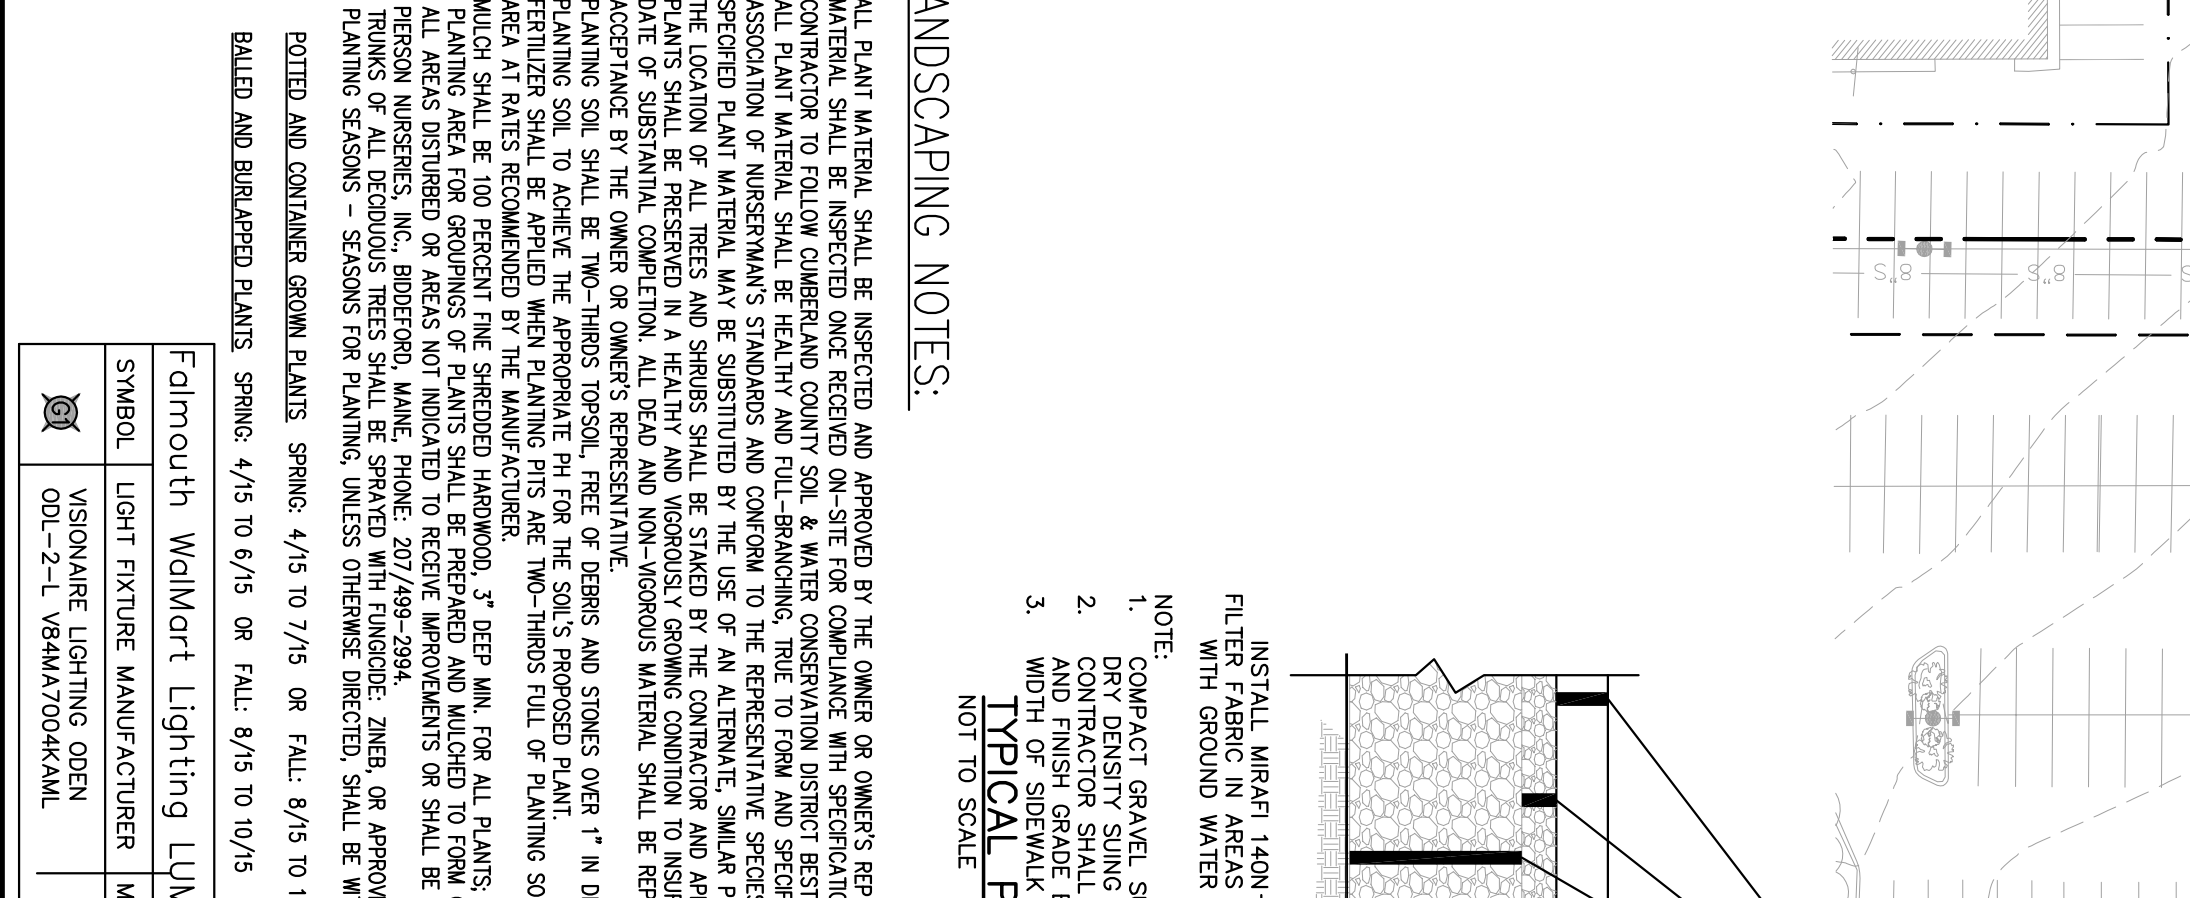 ANDSCAPING NOTES:
ALL PLANT MATERIAL SHALL BE INSPECTED AND APPROVED BY THE OWNER OR OWNER'S REP
MATERIAL SHALL BE INSPECTED ONCE RECEIVED ON-SITE FOR COMPLIANCE WITH SPECIFICATIO
CONTRACTOR TO FOLLOW CUMBERLAND COUNTY SOIL & WATER CONSERVATION DISTRICT BEST
ALL PLANT MATERIAL SHALL BE HEALTHY AND FULL-BRANCHING, TRUE TO FORM AND SPECIF
ASSOCIATION OF NURSERYMAN'S STANDARDS AND CONFORM TO THE REPRESENTATIVE SPECIES
SPECIFIED PLANT MATERIAL MAY BE SUBSTITUTED BY THE USE OF AN ALTERNATE, SIMILAR P
THE LOCATION OF ALL TREES AND SHRUBS SHALL BE STAKED BY THE CONTRACTOR AND AP
PLANTS SHALL BE PRESERVED IN A HEALTHY AND VIGOROUSLY GROWING CONDITION TO INSUF
DATE OF SUBSTANTIAL COMPLETION. ALL DEAD AND NON-VIGOROUS MATERIAL SHALL BE REP
ACCEPTANCE BY THE OWNER OR OWNER'S REPRESENTATIVE.
PLANTING SOIL SHALL BE TWO-THIRDS TOPSOIL, FREE OF DEBRIS AND STONES OVER 1" IN DI
PLANTING SOIL TO ACHIEVE THE APPROPRIATE PH FOR THE SOIL'S PROPOSED PLANT.
FERTILIZER SHALL BE APPLIED WHEN PLANTING PITS ARE TWO-THIRDS FULL OF PLANTING SO
AREA AT RATES RECOMMENDED BY THE MANUFACTURER.
MULCH SHALL BE 100 PERCENT FINE SHREDDED HARDWOOD, 3" DEEP MIN. FOR ALL PLANTS;
PLANTING AREA FOR GROUPINGS OF PLANTS SHALL BE PREPARED AND MULCHED TO FORM
ALL AREAS DISTURBED OR AREAS NOT INDICATED TO RECEIVE IMPROVEMENTS OR SHALL BE
PIERSON NURSERIES, INC., BIDDEFORD, MAINE, PHONE: 207/499-2994.
TRUNKS OF ALL DECIDUOUS TREES SHALL BE SPRAYED WITH FUNGICIDE: ZINEB, OR APPROV
PLANTING SEASONS - SEASONS FOR PLANTING, UNLESS OTHERWISE DIRECTED, SHALL BE WI
POTTED AND CONTAINER GROWN PLANTS SPRING: 4/15 TO 7/15 OR FALL: 8/15 TO 1
BALLED AND BURLAPPED PLANTS SPRING: 4/15 TO 6/15 OR FALL: 8/15 TO 10/15
Falmouth WalMart Lighting LUM
SYMBOL LIGHT FIXTURE MANUFACTURER M
G1 VISIONAIRE LIGHTING ODEN
ODL-2-L V84MA7004KAML
INSTALL MIRAFI 140N-
FILTER FABRIC IN AREAS
WITH GROUND WATER
NOTE:
1. COMPACT GRAVEL SU
DRY DENSITY SUING
2. CONTRACTOR SHALL
AND FINISH GRADE
3. WIDTH OF SIDEWALK
TYPICAL P
NOT TO SCALE
8"S
8"S
S